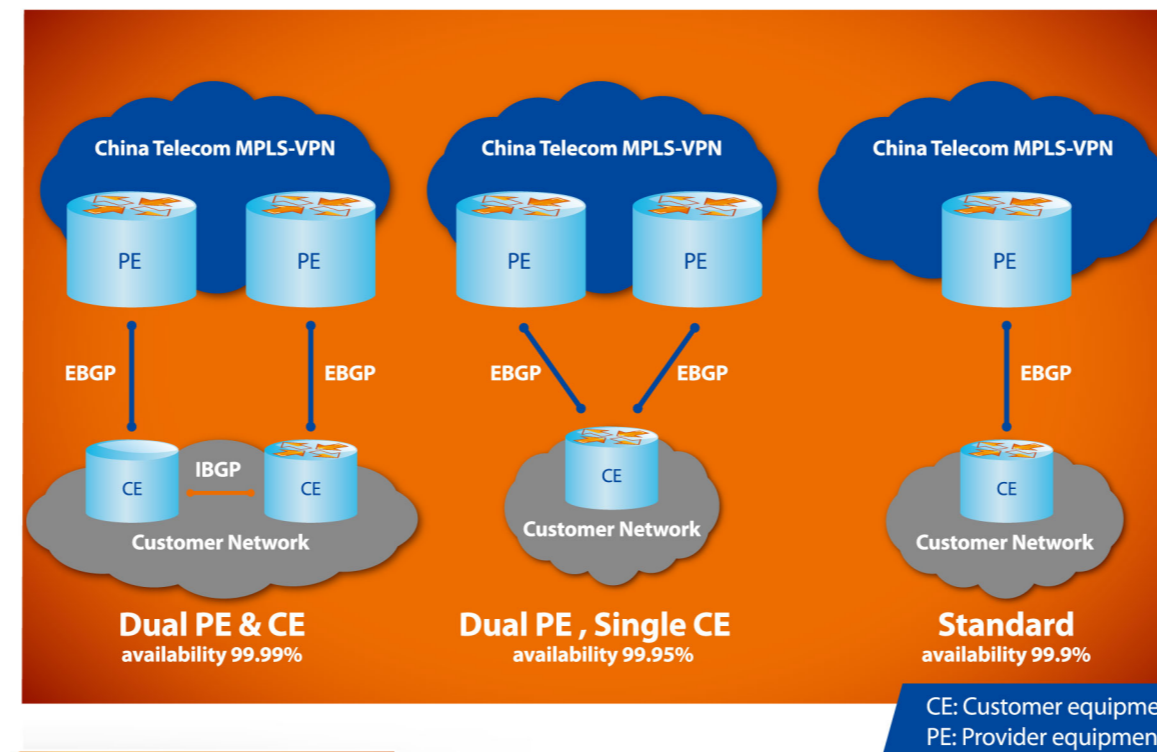 China Telecom MPLS-VPN
PE
PE
EBGP
EBGP
CE
IBGP
CE
Customer Network
Dual PE & CE
availability 99.99%
China Telecom MPLS-VPN
PE
PE
EBGP
EBGP
CE
Customer Network
Dual PE , Single CE
availability 99.95%
China Telecom MPLS-VPN
PE
EBGP
CE
Customer Network
Standard
availability 99.9%
CE: Customer equipme
PE: Provider equipmen